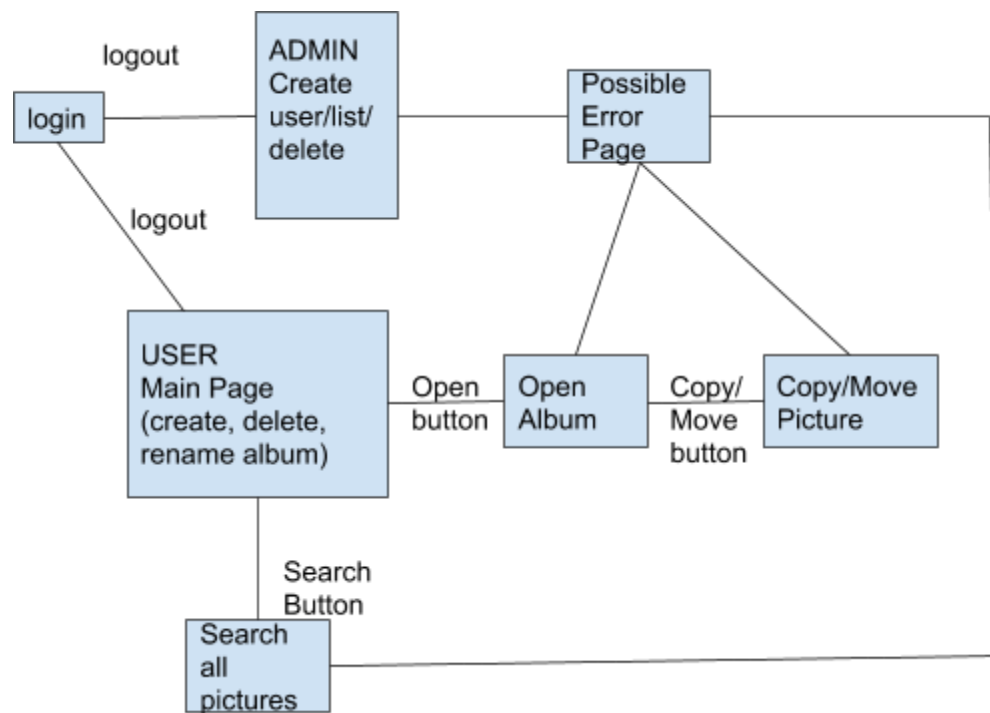 logout
login
ADMIN
Create
user/list/
delete
Possible
Error
Page
logout
USER
Main Page
(create, delete,
rename album)
Open
button
Open
Album
Copy/
Move
button
Copy/Move
Picture
Search
Button
Search
all
pictures